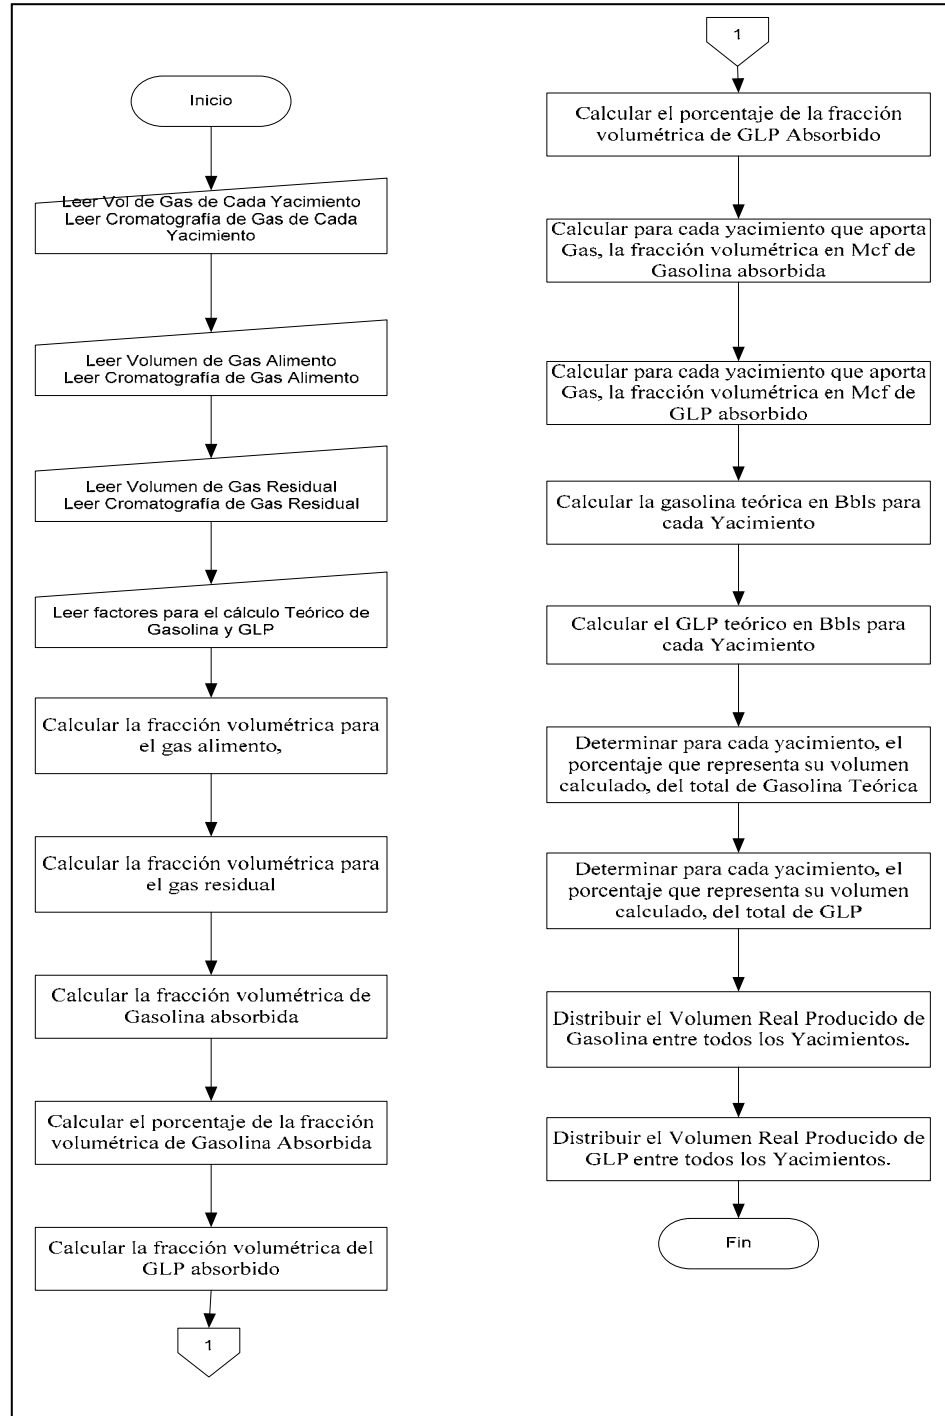 Inicio
Leer Vol de Gas de Cada Yacimiento
Leer Cromatografía de Gas de Cada
Yacimiento
Leer Volumen de Gas Alimento
Leer Cromatografía de Gas Alimento
Leer Volumen de Gas Residual
Leer Cromatografía de Gas Residual
Leer factores para el cálculo Teórico de
Gasolina y GLP
Calcular la fracción volumétrica para
el gas alimento,
Calcular la fracción volumétrica para
el gas residual
Calcular la fracción volumétrica de
Gasolina absorbida
Calcular el porcentaje de la fracción
volumétrica de Gasolina Absorbida
Calcular la fracción volumétrica del
GLP absorbido
1
1
Calcular el porcentaje de la fracción
volumétrica de GLP Absorbido
Calcular para cada yacimiento que aporta
Gas, la fracción volumétrica en Mcf de
Gasolina absorbida
Calcular para cada yacimiento que aporta
Gas, la fracción volumétrica en Mcf de
GLP absorbido
Calcular la gasolina teórica en Bbls para
cada Yacimiento
Calcular el GLP teórico en Bbls para
cada Yacimiento
Determinar para cada yacimiento, el
porcentaje que representa su volumen
calculado, del total de Gasolina Teórica
Determinar para cada yacimiento, el
porcentaje que representa su volumen
calculado, del total de GLP
Distribuir el Volumen Real Producido de
Gasolina entre todos los Yacimientos.
Distribuir el Volumen Real Producido de
GLP entre todos los Yacimientos.
Fin